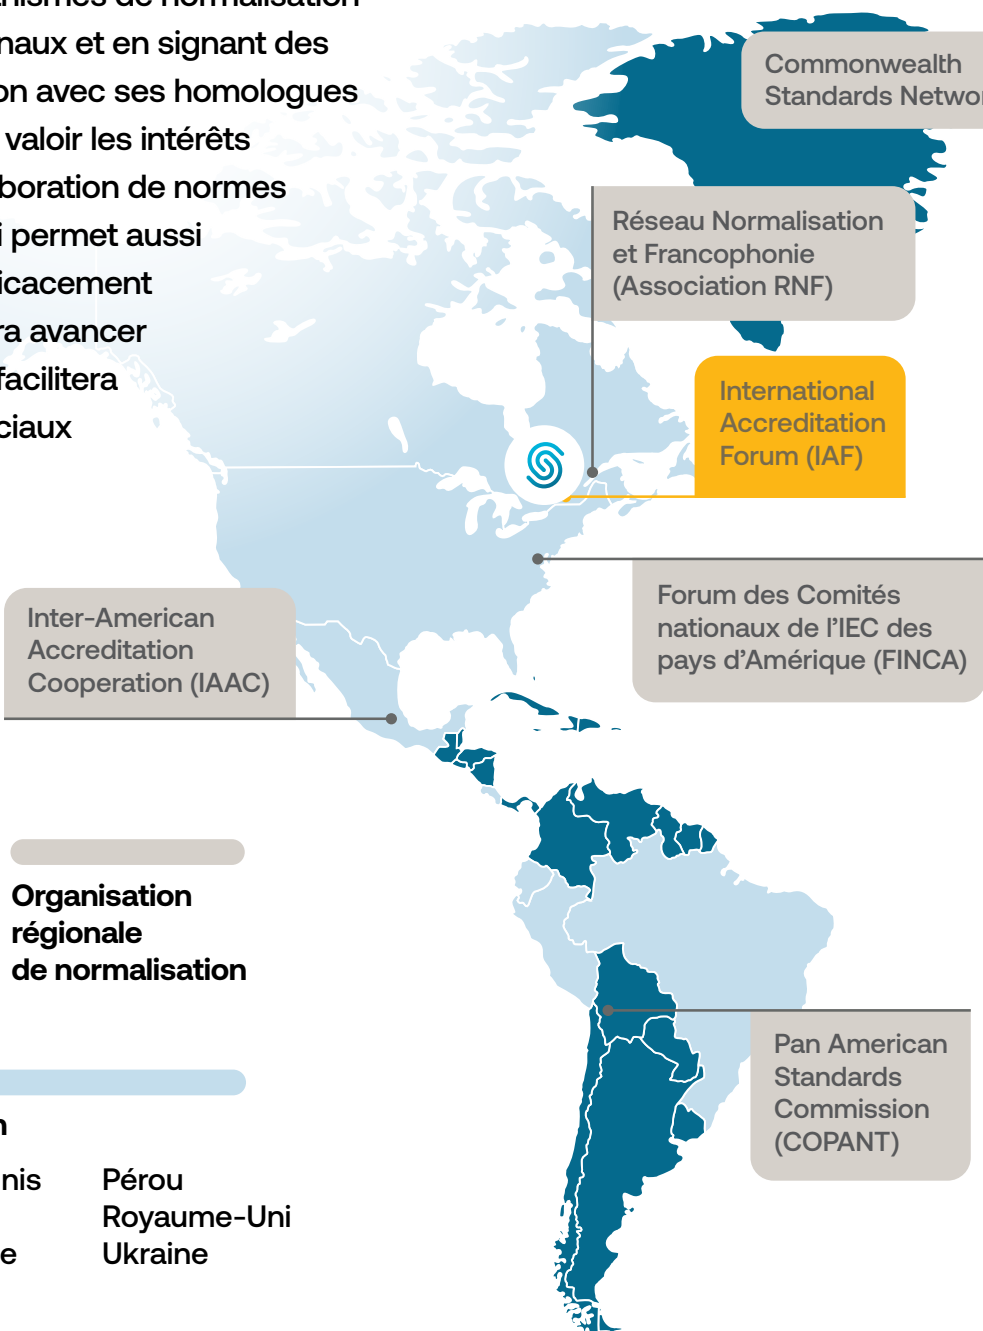 naux et en signant des
on avec ses homologues
valoir les intérêts
boration de normes
i permet aussi
icacement
ra avancer
facilitera
ciaux
Commonwealth
Standards Networ
Réseau Normalisation
et Francophonie
(Association RNF)
International
Accreditation
Forum (IAF)
Forum des Comités
nationaux de l’IEC des
pays d’Amérique (FINCA)
Inter-American
Accreditation
Cooperation (IAAC)
Organisation
régionale
de normalisation
Pan American
Standards
Commission
(COPANT)
n
nis
e
Pérou
Royaume-Uni
Ukraine